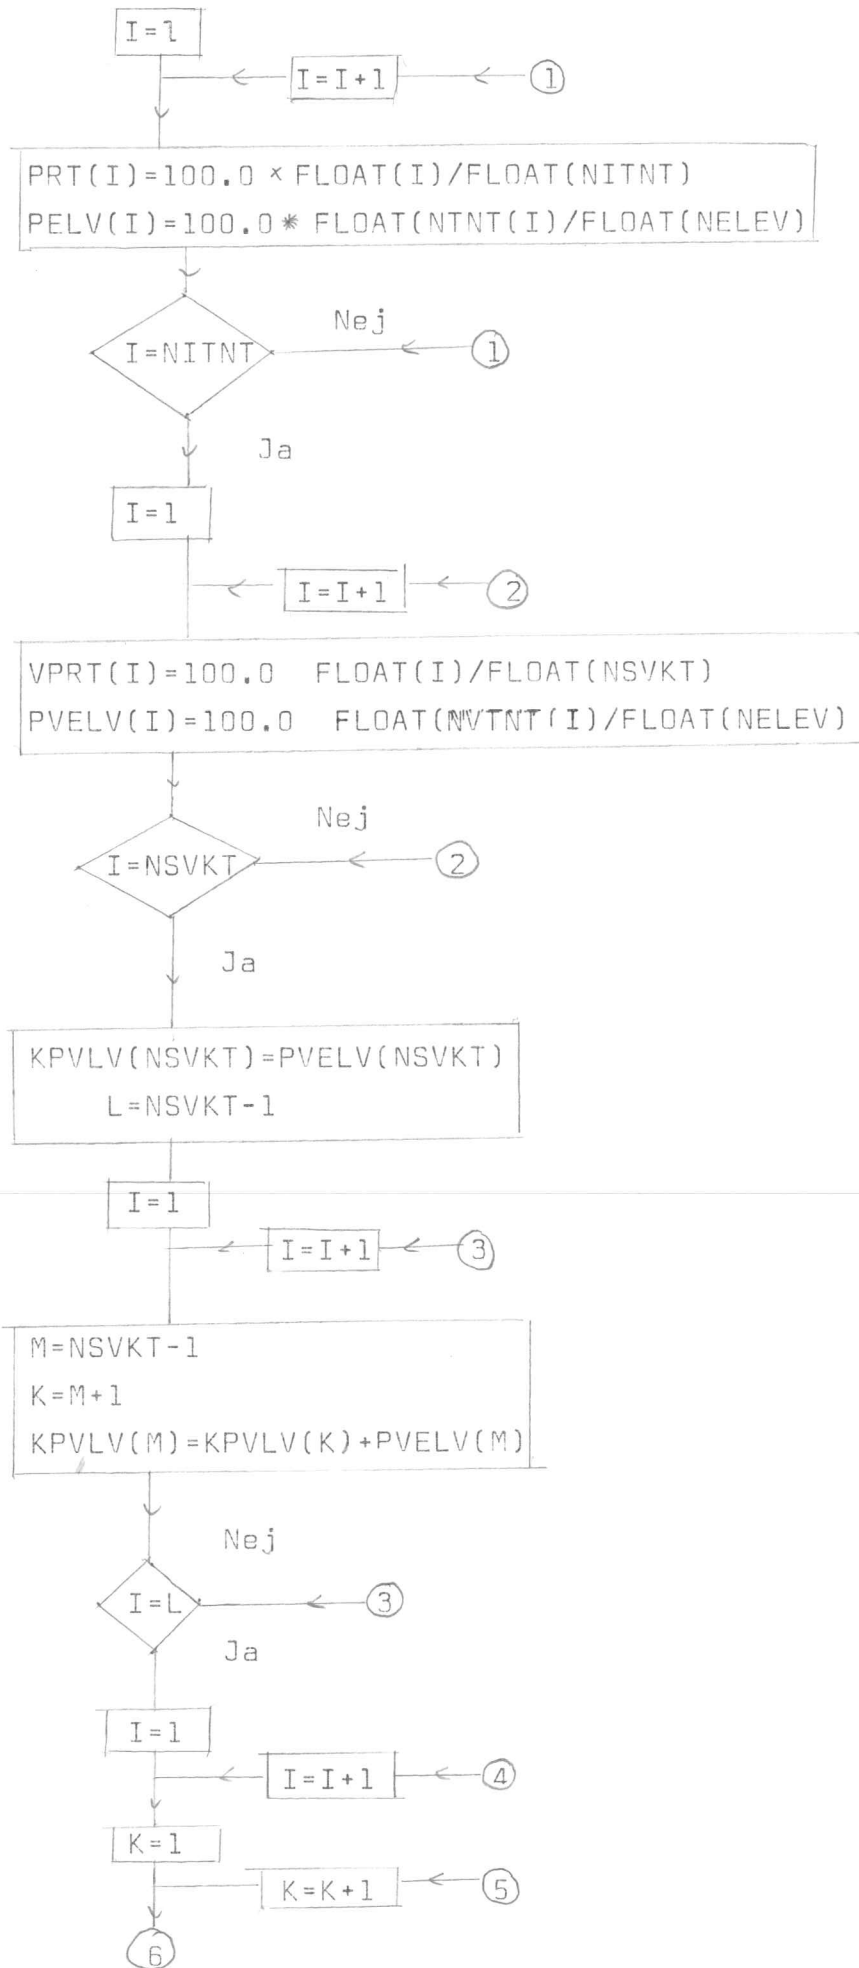 I=1
I=I+1 1
PRT(I)=100.0 × FLOAT(I)/FLOAT(NITNT)
PELV(I)=100.0* FLOAT(NTNT(I)/FLOAT(NELEV)
Nej
I=NITNT 1
Ja
I=1
I=I+1 2
VPRT(I)=100.0 FLOAT(I)/FLOAT(NSVKT)
PVELV(I)=100.0 FLOAT(NVTNT(I)/FLOAT(NELEV)
Nej
I=NSVKT 2
Ja
KPVLV(NSVKT)=PVELV(NSVKT)
L=NSVKT-1
I=1
I=I+1 3
M=NSVKT-1
K=M+1
KPVLV(M)=KPVLV(K)+PVELV(M)
Nej
I=L 3
Ja
I=1
I=I+1 4
K=1
K=K+1 5
6